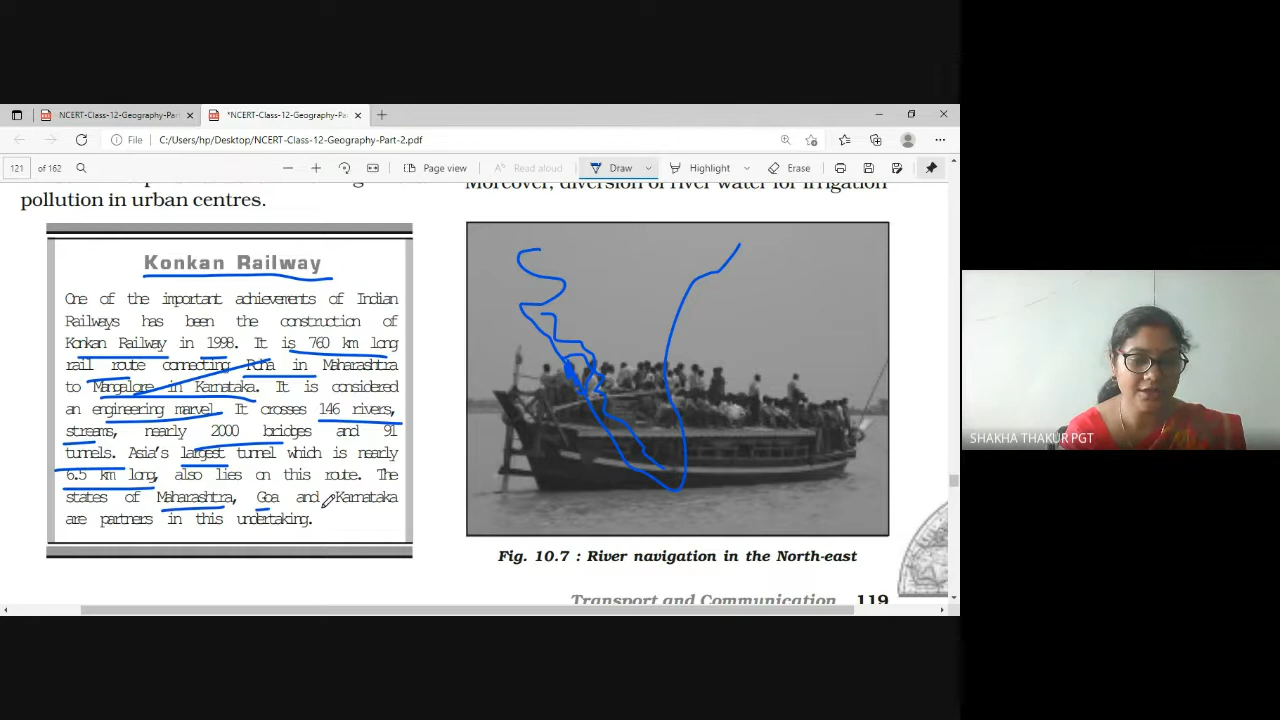 NCERT-Class-12-Geography-Par
*NCERT-Class-12-Geography-Pa
File C:/Users/hp/Desktop/NCERT-Class-12-Geography-Part-2.pdf
121 of 162 Page view Read aloud Draw Highlight Erase
pollution in urban centres.
Konkan Railway
One of the important achievements of Indian
Railways has been the construction of
Konkan Railway in 1998. It is 760 km long
rail route connecting Roha in Maharashtra
to Mangalore in Karnataka. It is considered
an engineering marvel. It crosses 146 rivers,
streams, nearly 2000 bridges and 91
tunnels. Asia's largest tunnel which is nearly
6.5 km long, also lies on this route. The
states of Maharashtra, Goa and Karnataka
are partners in this undertaking.
Moreover, diversion of river water for irrigation
Fig. 10.7 : River navigation in the North-east
Transport and Communication 119
SHAKHA THAKUR PGT